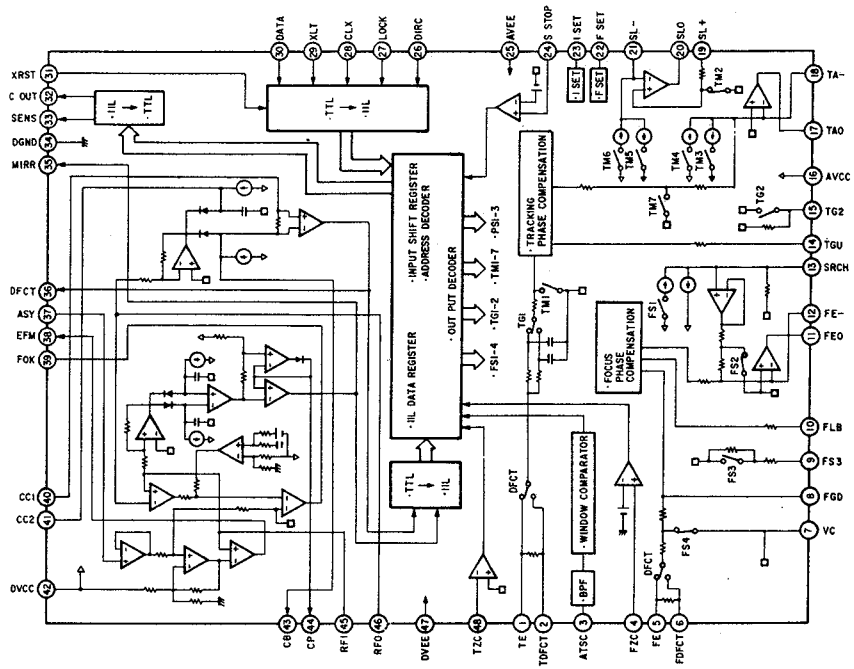 30 DATA
29 XLT
28 CLX
27 LOCK
26 DIRC
25 AVEE
24 S STOP
23 I SET
22 F SET
21 SL-
20 SLO
19 SL+
XRST 31
C OUT 32
SENS 33
DGND 34
MIRR 35
DFCT 36
ASY 37
EFM 38
FOK 39
CC1 40
CC2 41
DVCC 42
18 TA-
17 TAO
16 AVCC
15 TG2
14 TGU
13 SRCH
12 FE-
11 FEO
10 FLB
9 FS3
8 FGD
7 VC
CB 43
CP 44
RFI 45
RFO 46
DVEE 47
TZC 48
TE 1
TDFCT 2
ATSC 3
FZC 4
FE 5
FDFCT 6
IIL
TTL
·TTL
·IIL
·I SET
·F SET
TM2
TM6
TM5
TM4
TM3
TM7
TG2
·TRACKING
PHASE COMPENSATION
·IIL DATA REGISTER
·INPUT SHIFT REGISTER
·ADDRESS DECODER
·OUT PUT DECODER
·PS1-3
·TM1-7
·TG1-2
·FS1-4
TG1
TM1
·FOCUS
PHASE
COMPENSATION
FS1
FS2
FS3
FS4
DFCT
DFCT
·TTL
·IIL
·WINDOW COMPARATOR
·BPF